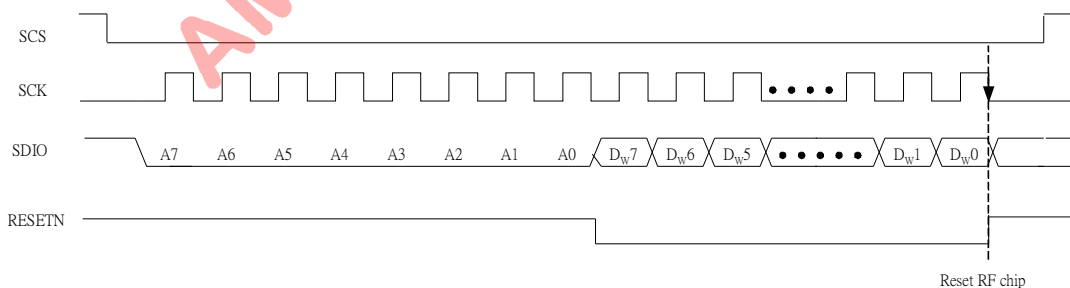 SCS
SCK
SDIO A7 A6 A5 A4 A3 A2 A1 A0 DW7 DW6 DW5 DW1 DW0
RESETN
Reset RF chip